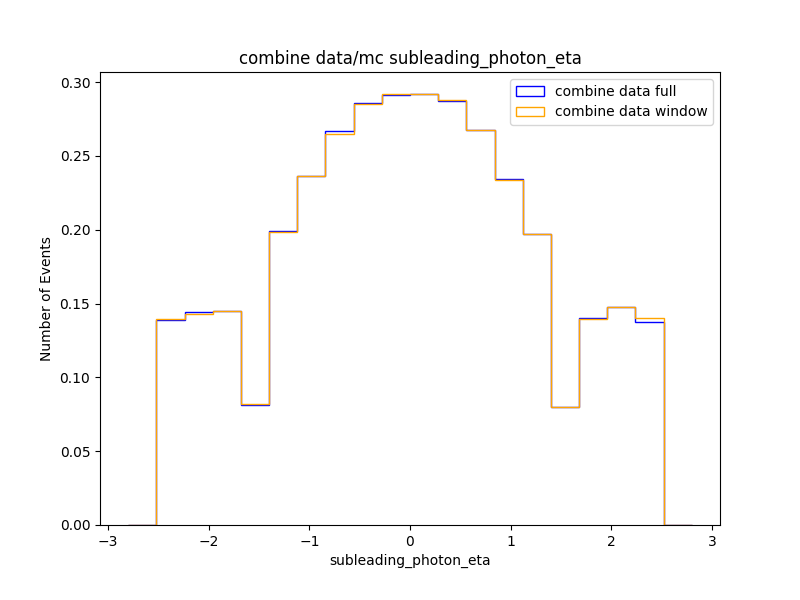 combine data/mc subleading_photon_eta
combine data full
combine data window
Number of Events
0.30
0.25
0.20
0.15
0.10
0.05
0.00
−3
−2
−1
0
1
2
3
subleading_photon_eta